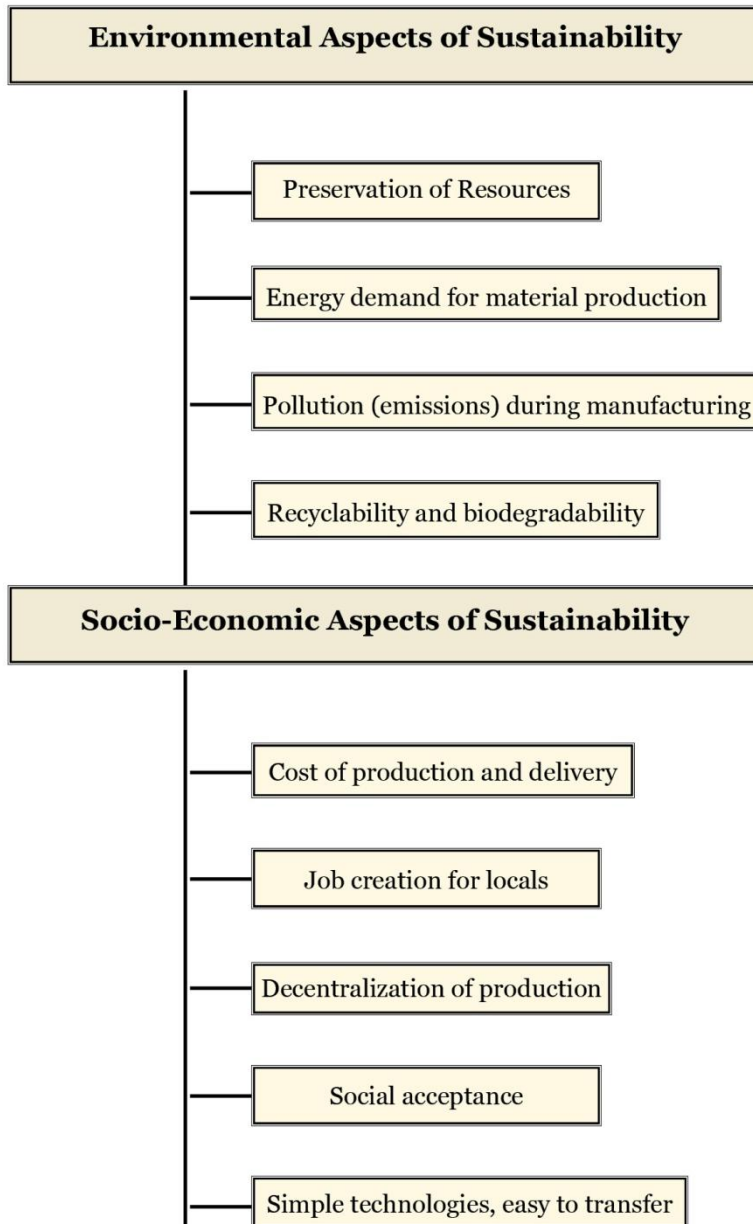 Environmental Aspects of Sustainability
Preservation of Resources
Energy demand for material production
Pollution (emissions) during manufacturing
Recyclability and biodegradability
Socio-Economic Aspects of Sustainability
Cost of production and delivery
Job creation for locals
Decentralization of production
Social acceptance
Simple technologies, easy to transfer